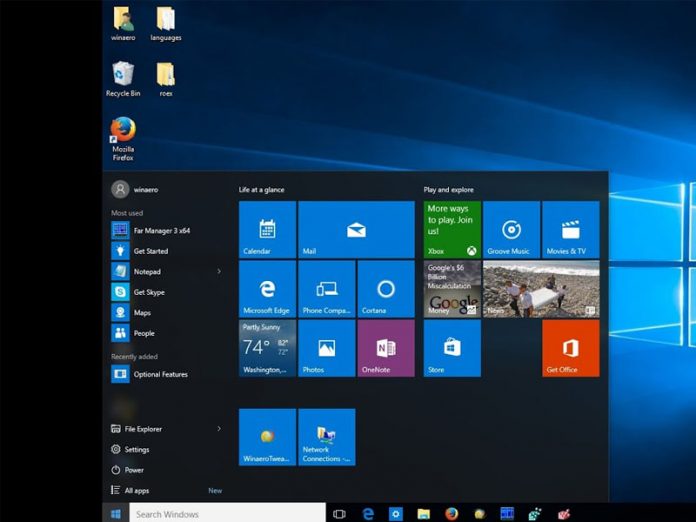 winaero
languages
Recycle Bin
roex
Mozilla
Firefox
winaero
Most used
Far Manager 3 x64
Get Started
Notepad
Get Skype
Maps
People
Recently added
Optional Features
File Explorer
Settings
Power
All apps
New
Life at a glance
Calendar
Mail
Microsoft Edge
Phone Compa...
Cortana
Partly Sunny
74° 82°
72°
Washington,...
Photos
OneNote
WinaeroTwea...
Network
Connections -...
Play and explore
More ways
to play. Join
us!
Xbox
Groove Music
Movies & TV
Google's $6
Billion
Miscalculation
Google
Money
News
Store
Get Office
Search Windows